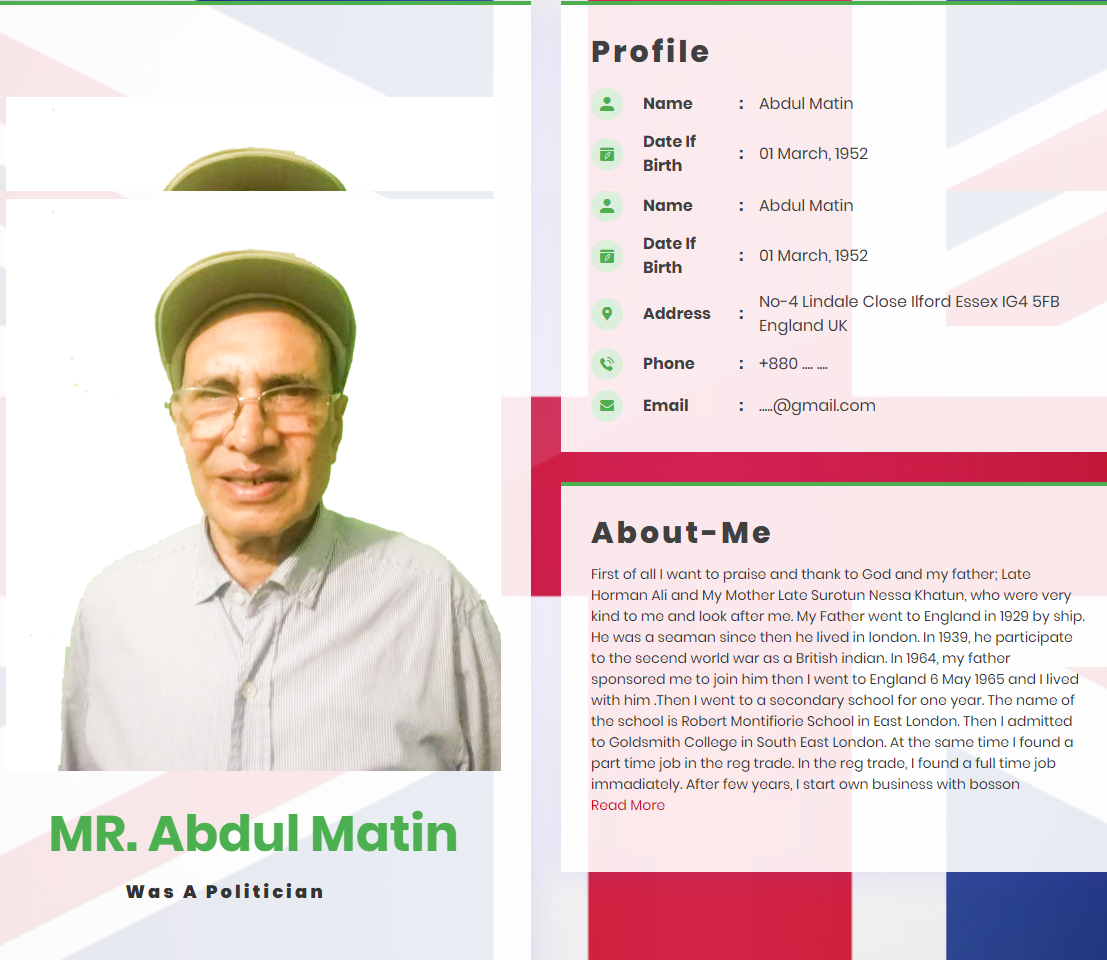 MR. Abdul Matin
Was A Politician
Profile
Name : Abdul Matin
Date If
Birth : 01 March, 1952
Name : Abdul Matin
Date If
Birth : 01 March, 1952
Address : No-4 Lindale Close Ilford Essex IG4 5FB
England UK
Phone : +880 .... ....
Email : .....@gmail.com
About-Me
First of all I want to praise and thank to God and my father; Late
Horman Ali and My Mother Late Surotun Nessa Khatun, who were very
kind to me and look after me. My Father went to England in 1929 by ship.
He was a seaman since then he lived in london. In 1939, he participate
to the secend world war as a British indian. In 1964, my father
sponsored me to join him then I went to England 6 May 1965 and I lived
with him .Then I went to a secondary school for one year. The name of
the school is Robert Montifiorie School in East London. Then I admitted
to Goldsmith College in South East London. At the same time I found a
part time job in the reg trade. In the reg trade, I found a full time job
immadiately. After few years, I start own business with bosson
Read More